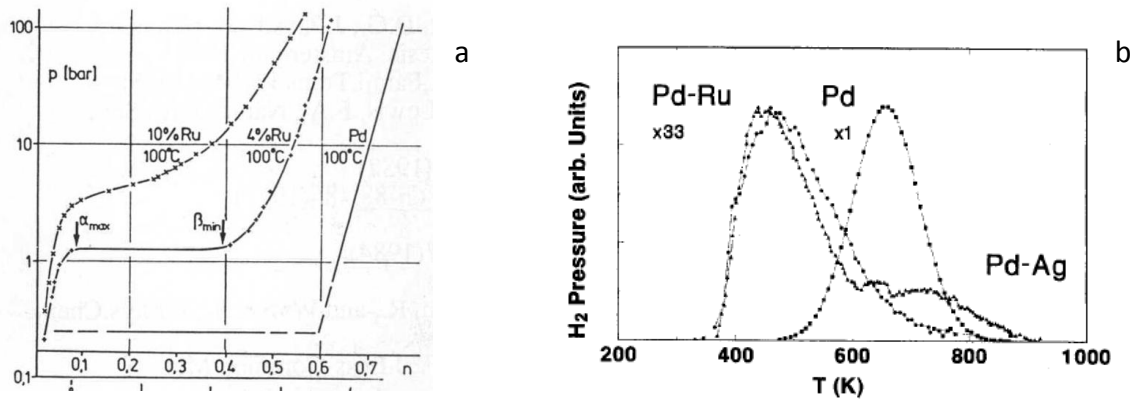 a
100
p [bar]
10
1
0,1
10%Ru
100°C
4%Ru
100°C
Pd
100°C
αmax
βmin
0,1 0,2 0,3 0,4 0,5 0,6 0,7 n
b
H2 Pressure (arb. Units)
Pd-Ru
x33
Pd
x1
Pd-Ag
200 400 600 800 1000
T (K)